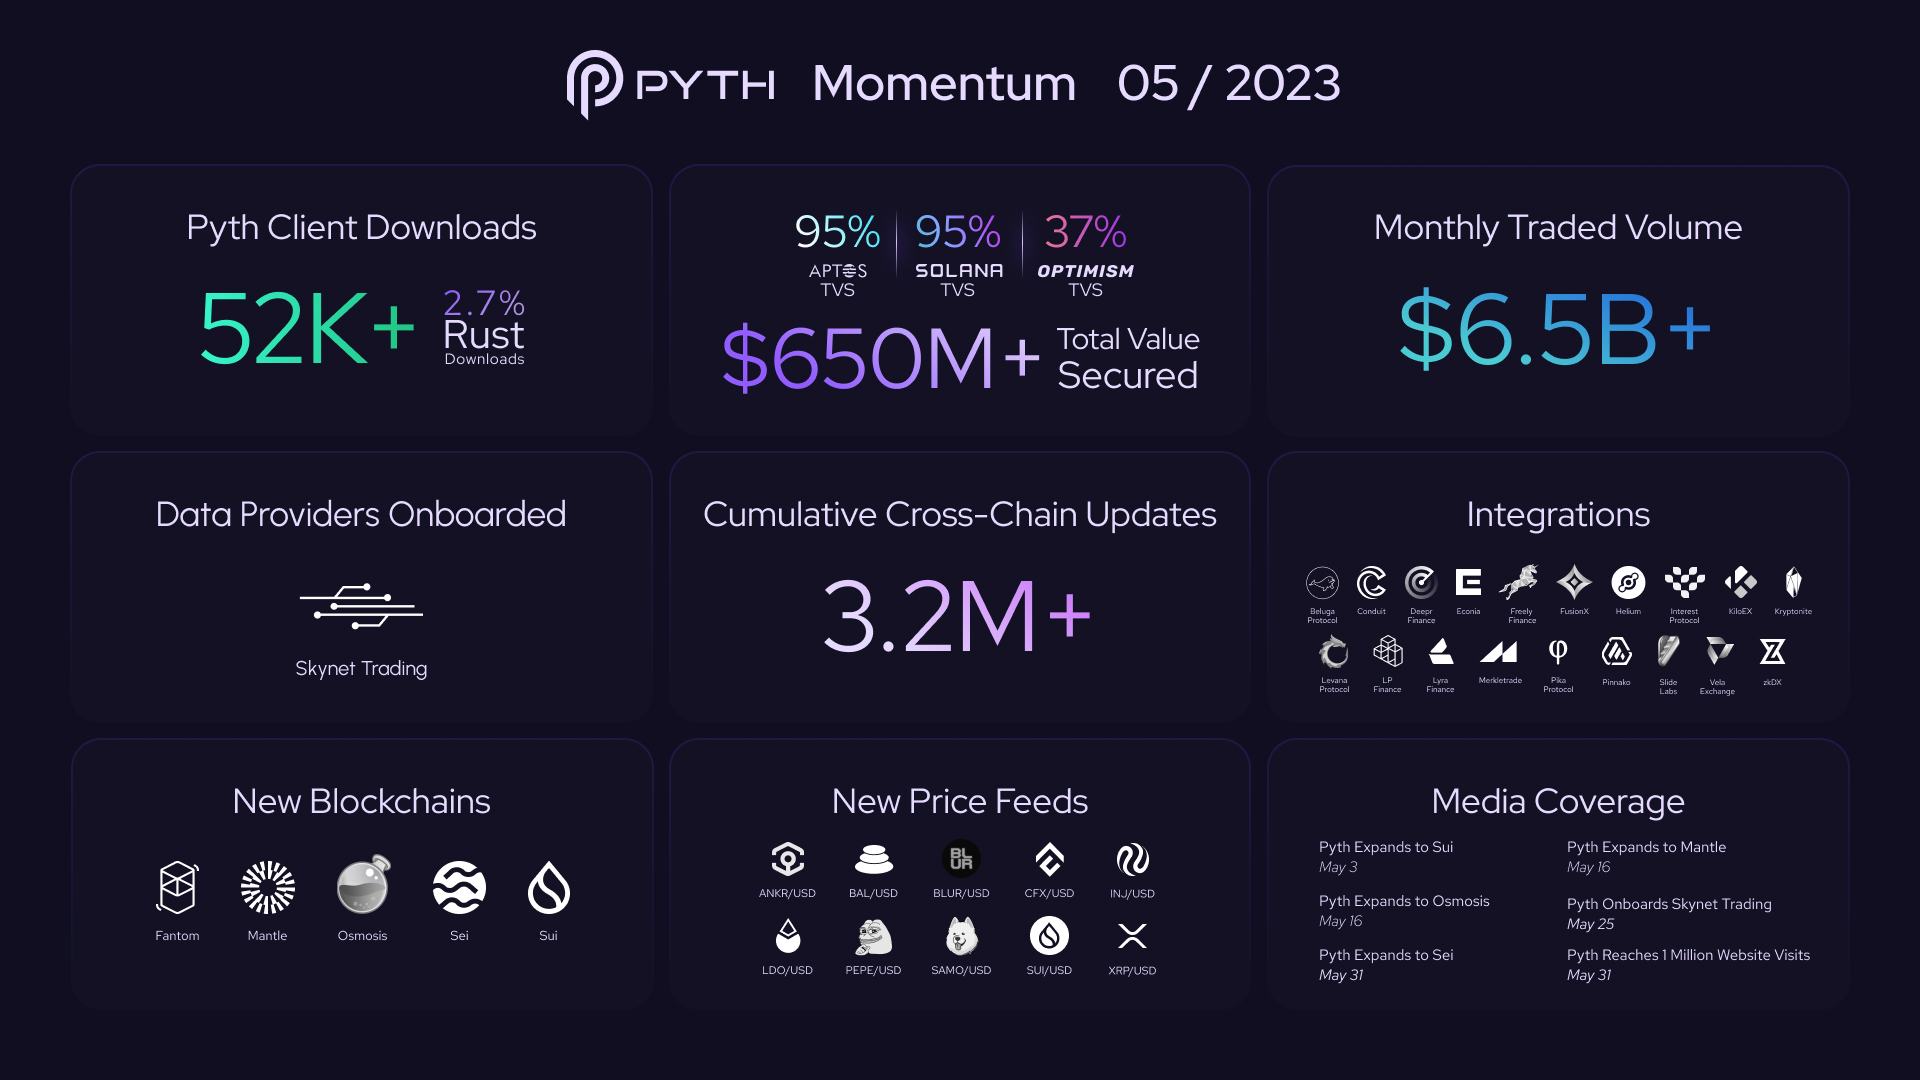 PYTH Momentum 05 / 2023
Pyth Client Downloads
52K+
2.7%
Rust
Downloads
95% 95% 37%
APTOS SOLANA OPTIMISM
TVS TVS TVS
$650M+
Total Value
Secured
Monthly Traded Volume
$6.5B+
Data Providers Onboarded
Skynet Trading
Cumulative Cross-Chain Updates
3.2M+
Integrations
Beluga Protocol
Conduit
Deepr Finance
Econia
Freely Finance
FusionX
Helium
Interest Protocol
KiloEX
Kryptonite
Levana Protocol
LP Finance
Lyra Finance
Merkletrade
Pika Protocol
Pinnako
Slide Labs
Vela Exchange
zkDX
New Blockchains
Fantom Mantle Osmosis Sei Sui
New Price Feeds
BLUR
ANKR/USD BAL/USD BLUR/USD CFX/USD INJ/USD
LDO/USD PEPE/USD SAMO/USD SUI/USD XRP/USD
Media Coverage
Pyth Expands to Sui
May 3
Pyth Expands to Osmosis
May 16
Pyth Expands to Sei
May 31
Pyth Expands to Mantle
May 16
Pyth Onboards Skynet Trading
May 25
Pyth Reaches 1 Million Website Visits
May 31